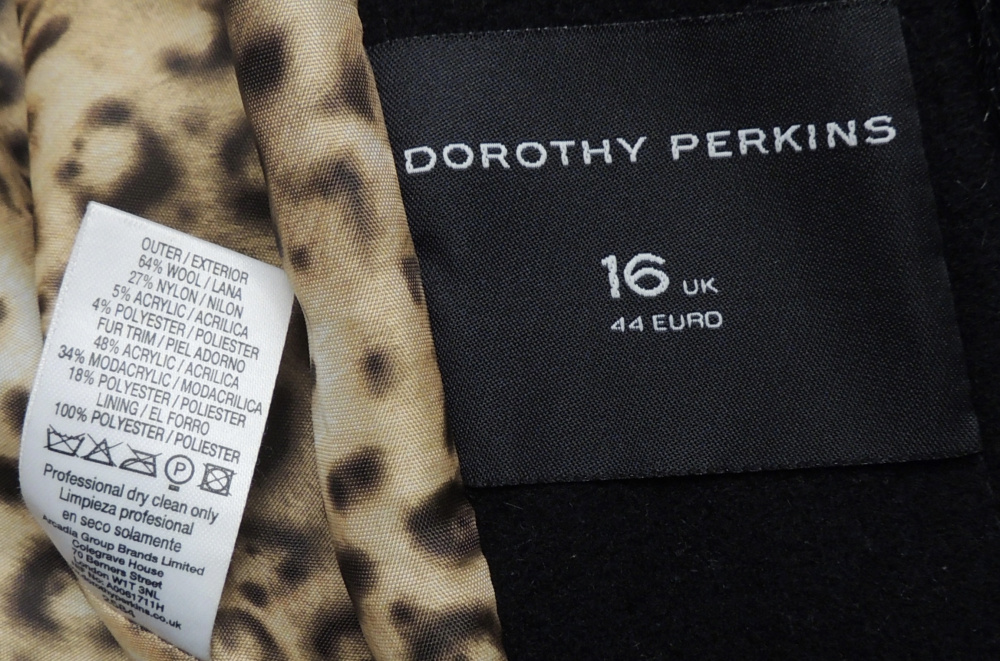 OUTER / EXTERIOR
64% WOOL / LANA
27% NYLON / NILON
5% ACRYLIC / ACRILICA
4% POLYESTER / POLIESTER
FUR TRIM / PIEL ADORNO
48% ACRYLIC / ACRILICA
34% MODACRYLIC / MODACRILICA
18% POLYESTER / POLIESTER
LINING / EL FORRO
100% POLYESTER / POLIESTER
P
Professional dry clean only
Limpieza profesional
en seco solamente
Arcadia Group Brands Limited
Colegrave House
70 Berners Street
London W1T 3NL
No: A0061711H
DOROTHY PERKINS
16 UK
44 EURO